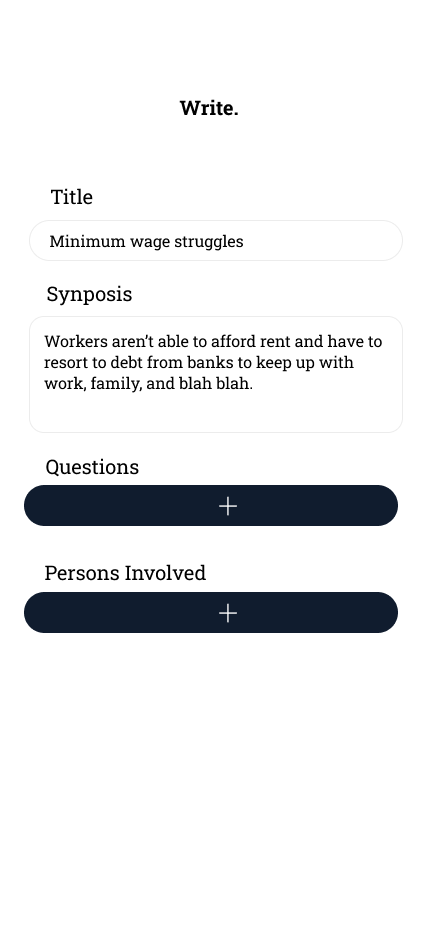 Write.
Title
Minimum wage struggles
Synposis
Workers aren’t able to afford rent and have to
resort to debt from banks to keep up with
work, family, and blah blah.
Questions
Persons Involved